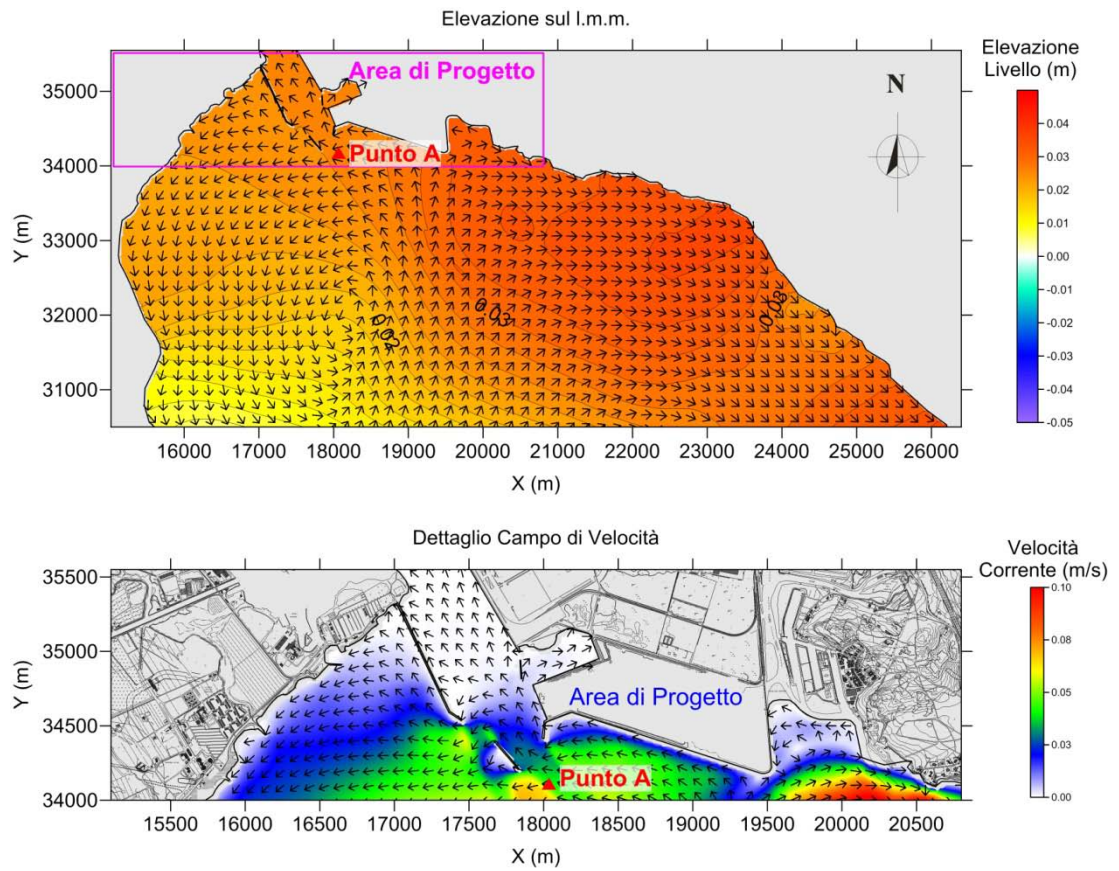 Elevazione sul l.m.m.
Elevazione
Livello (m)
Area di Progetto
N
Punto A
Y (m)
35000
34000
33000
32000
31000
0.02
0.03
0.03
0.05
0.04
0.03
0.02
0.01
0.00
-0.01
-0.02
-0.03
-0.04
-0.05
16000 17000 18000 19000 20000 21000 22000 23000 24000 25000 26000
X (m)
Dettaglio Campo di Velocità
Velocità
Corrente (m/s)
Area di Progetto
Punto A
Y (m)
35500
35000
34500
34000
0.10
0.08
0.05
0.03
0.00
15500 16000 16500 17000 17500 18000 18500 19000 19500 20000 20500
X (m)